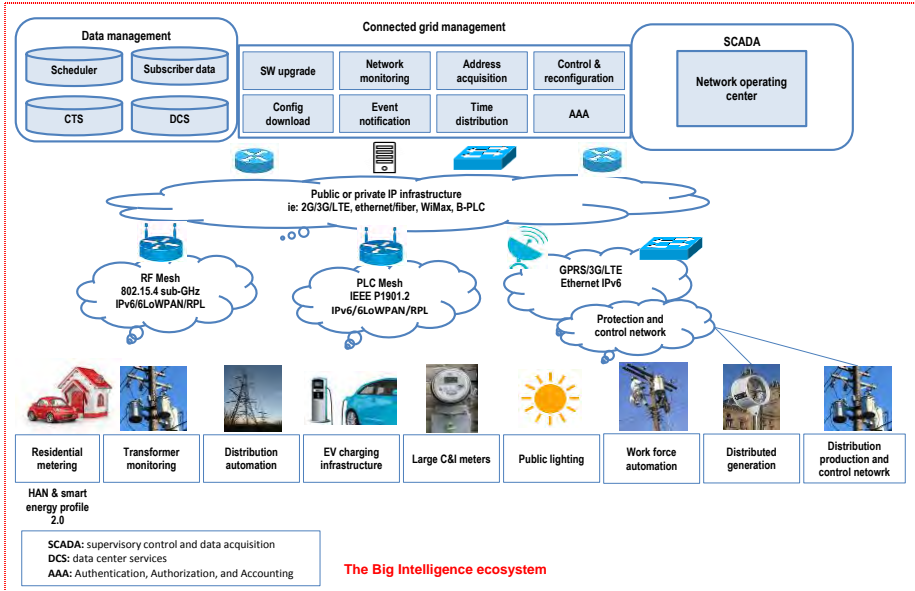 Data management
Connected grid management
SCADA
Scheduler
Subscriber data
CTS
DCS
SW upgrade
Network
monitoring
Address
acquisition
Control &
reconfiguration
Config
download
Event
notification
Time
distribution
AAA
Network operating
center
Public or private IP infrastructure
ie: 2G/3G/LTE, ethernet/fiber, WiMax, B-PLC
RF Mesh
802.15.4 sub-GHz
IPv6/6LoWPAN/RPL
PLC Mesh
IEEE P1901.2
IPv6/6LoWPAN/RPL
GPRS/3G/LTE
Ethernet IPv6
Protection and
control network
Residential
metering
Transformer
monitoring
Distribution
automation
EV charging
infrastructure
Large C&I meters
Public lighting
Work force
automation
Distributed
generation
Distribution
production and
control netowrk
HAN & smart
energy profile
2.0
SCADA: supervisory control and data acquisition
DCS: data center services
AAA: Authentication, Authorization, and Accounting
The Big Intelligence ecosystem